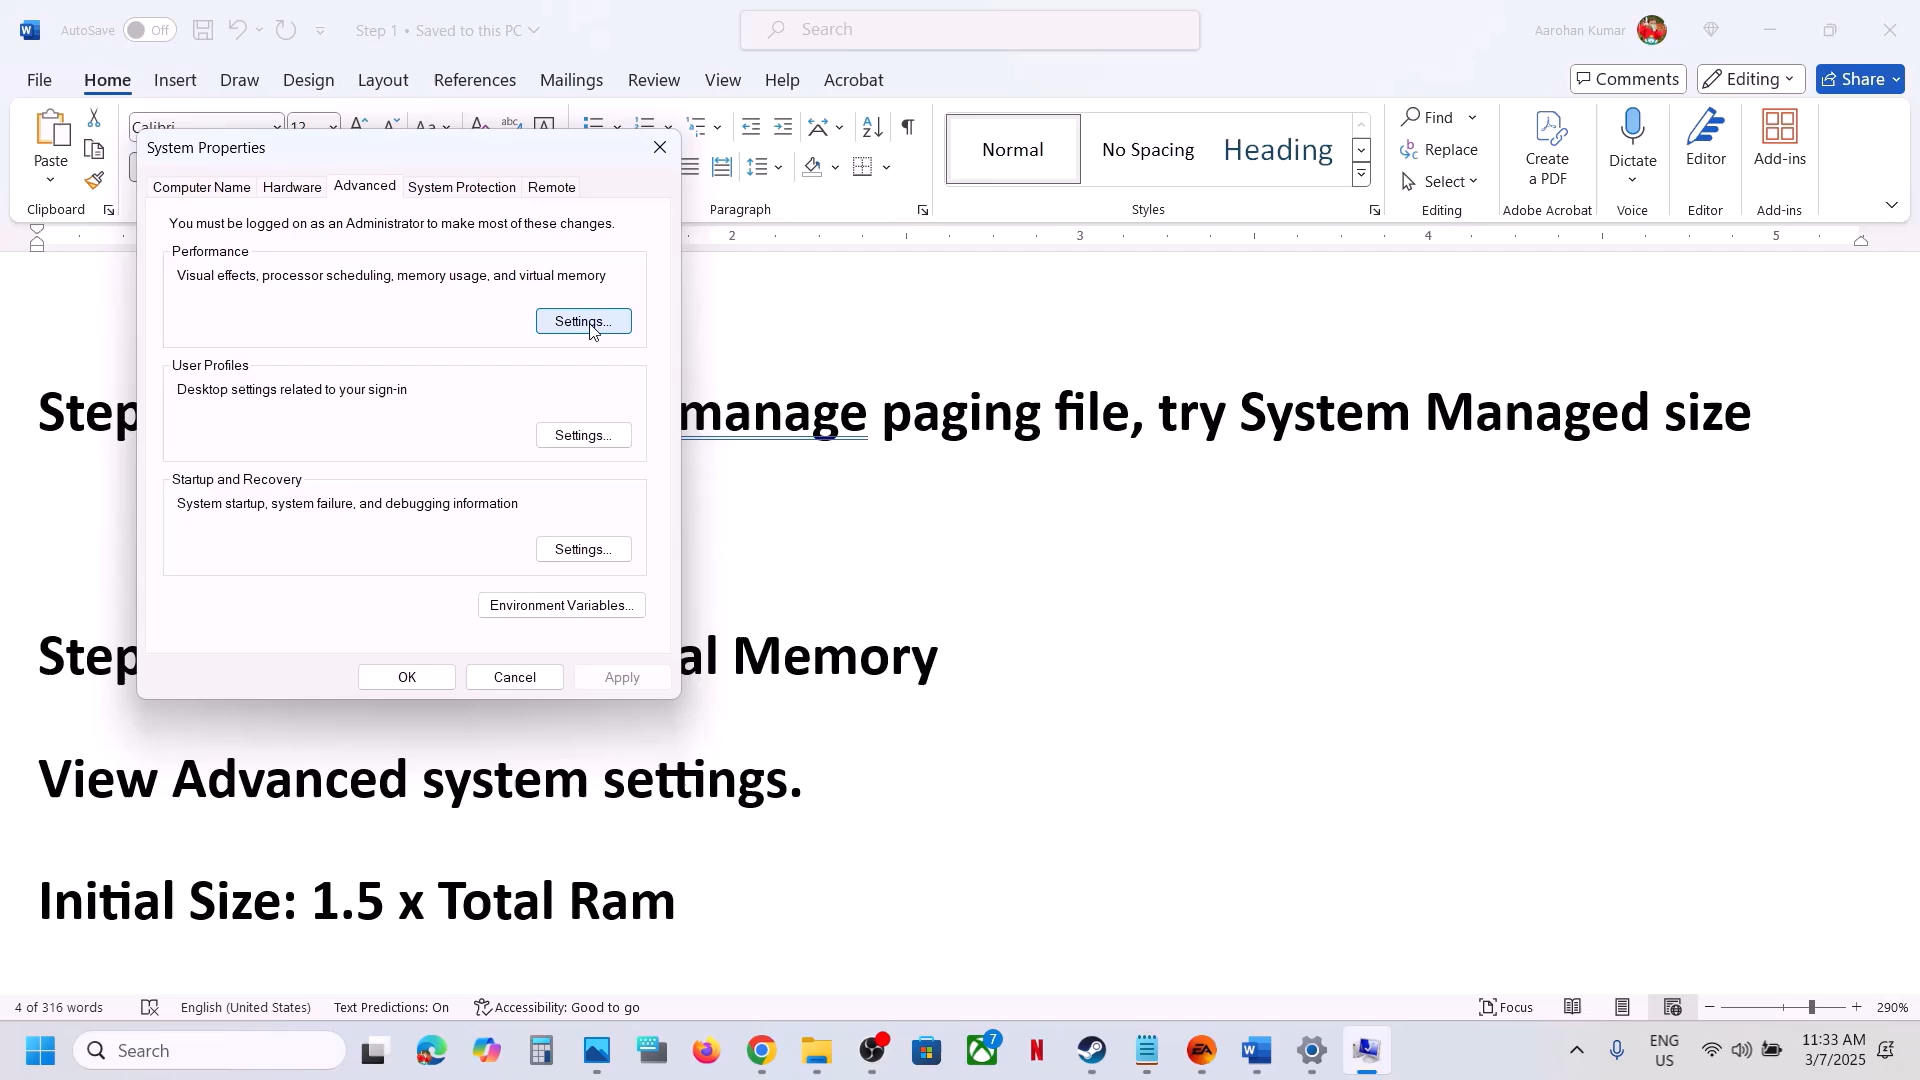 AutoSave Off Step 1 • Saved to this PC Search Aarohan Kumar
File Home Insert Draw Design Layout References Mailings Review View Help Acrobat Comments Editing Share
Calibri 12 Aa
Paste
Clipboard
Normal No Spacing Heading
Paragraph Styles
Find
Replace
Select
Editing
Create
a PDF
Adobe Acrobat
Dictate
Voice
Editor
Editor
Add-ins
Add-ins
2 3 4 5
System Properties
Computer Name Hardware Advanced System Protection Remote
You must be logged on as an Administrator to make most of these changes.
Performance
Visual effects, processor scheduling, memory usage, and virtual memory
Settings...
User Profiles
Desktop settings related to your sign-in
Settings...
Startup and Recovery
System startup, system failure, and debugging information
Settings...
Environment Variables...
OK Cancel Apply
Step manage paging file, try System Managed size
Step al Memory
View Advanced system settings.
Initial Size: 1.5 x Total Ram
4 of 316 words English (United States) Text Predictions: On Accessibility: Good to go Focus 290%
Search 7 ENG
US
11:33 AM
3/7/2025